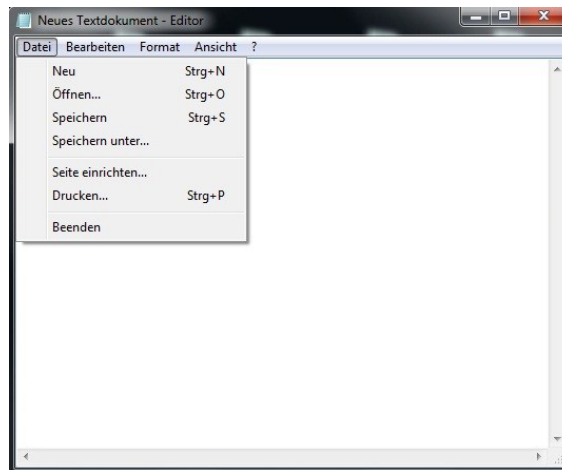 Neues Textdokument - Editor
Datei Bearbeiten Format Ansicht ?
Neu Strg+N
Öffnen... Strg+O
Speichern Strg+S
Speichern unter...
Seite einrichten...
Drucken... Strg+P
Beenden